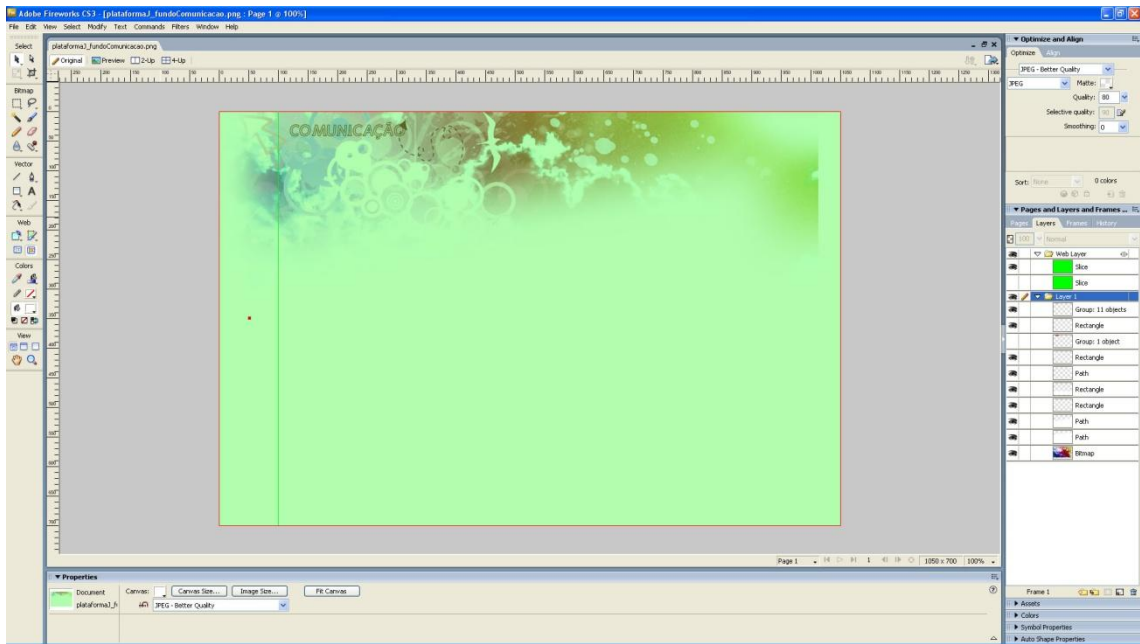 Adobe Fireworks CS3 - [plataformaJ_fundoComunicacao.png : Page 1 @ 100%]
File Edit View Select Modify Text Commands Filters Window Help
Select
Bitmap
Vector
Web
Colors
View
plataformaJ_fundoComunicacao.png
Original Preview 2-Up 4-Up
COMUNICAÇÃO
Page 1 1 1050 x 700 100%
Properties
Document
plataformaJ_f
Canvas: Canvas Size... Image Size... Fit Canvas
JPEG - Better Quality
Optimize and Align
Optimize Align
JPEG - Better Quality
JPEG Matte:
Quality: 80
Selective quality: 90
Smoothing: 0
Sort: None 0 colors
Pages and Layers and Frames ...
Pages Layers Frames History
100 Normal
Web Layer
Slice
Slice
Layer 1
Group: 11 objects
Rectangle
Group: 1 object
Rectangle
Path
Rectangle
Rectangle
Path
Path
Bitmap
Frame 1
Assets
Colors
Symbol Properties
Auto Shape Properties